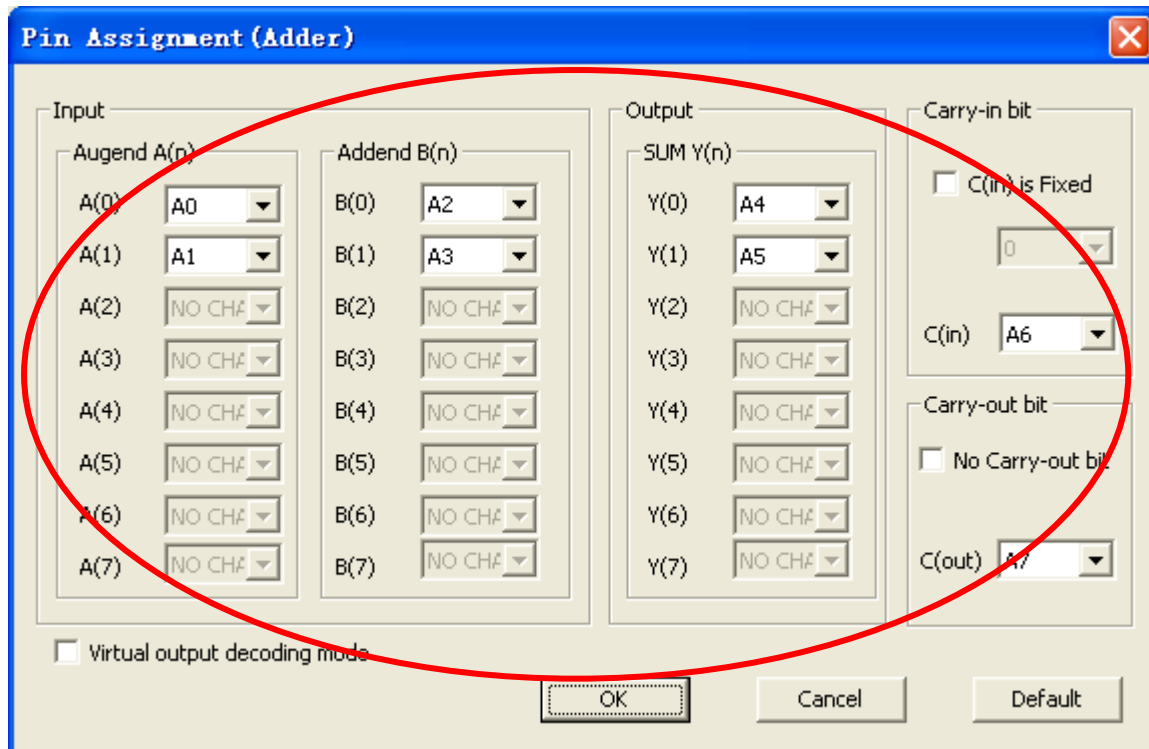 Pin Assignment(Adder)
Input Output Carry-in bit
Augend A(n) Addend B(n) SUM Y(n)
A(0) A0 B(0) A2 Y(0) A4 C(in) is Fixed
A(1) A1 B(1) A3 Y(1) A5 0
A(2) NO CHA B(2) NO CHA Y(2) NO CHA
C(in) A6
A(3) NO CHA B(3) NO CHA Y(3) NO CHA
A(4) NO CHA B(4) NO CHA Y(4) NO CHA Carry-out bit
A(5) NO CHA B(5) NO CHA Y(5) NO CHA No Carry-out bit
A(6) NO CHA B(6) NO CHA Y(6) NO CHA
A(7) NO CHA B(7) NO CHA Y(7) NO CHA C(out) A7
Virtual output decoding mode
OK Cancel Default